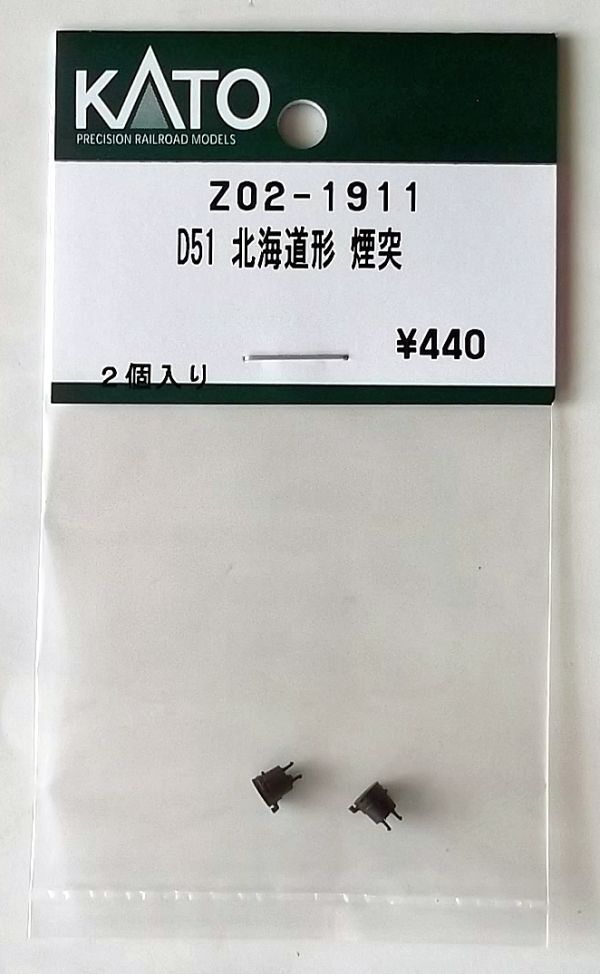 KATO
PRECISION RAILROAD MODELS
Z02-1911
D51 北海道形 煙突
¥440
2個入り